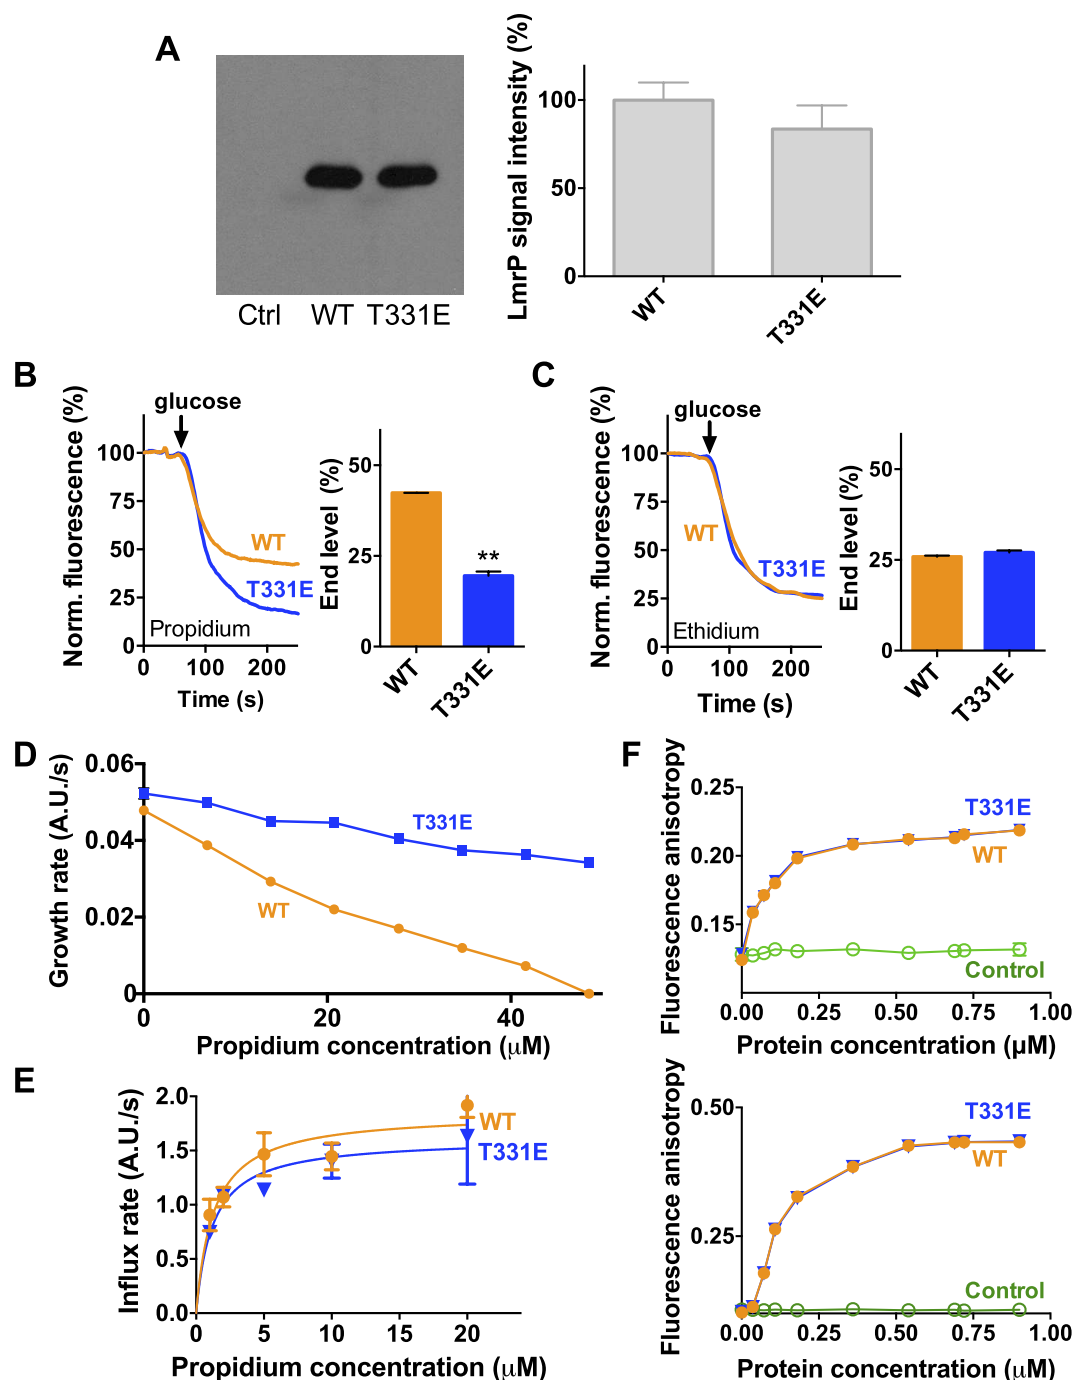 A
LmrP signal intensity (%)
100
50
0
Ctrl WT T331E
WT
T331E
B
Norm. fluorescence (%)
glucose
100
75
50
25
0
WT
T331E
Propidium
0 100 200
Time (s)
End level (%)
50
25
0
**
WT
T331E
C
Norm. fluorescence (%)
glucose
100
75
50
25
0
WT
T331E
Ethidium
0 100 200
Time (s)
End level (%)
50
25
0
WT
T331E
D
Growth rate (A.U./s)
0.06
0.04
0.02
0
T331E
WT
0 20 40
Propidium concentration (μM)
E
Influx rate (A.U./s)
2.0
1.5
1.0
0.5
0.0
WT
T331E
0 5 10 15 20
Propidium concentration (μM)
F
Fluorescence anisotropy
0.25
0.20
0.15
T331E
WT
Control
0.00 0.25 0.50 0.75 1.00
Protein concentration (μM)
Fluorescence anisotropy
0.50
0.25
T331E
WT
Control
0.00 0.25 0.50 0.75 1.00
Protein concentration (μM)